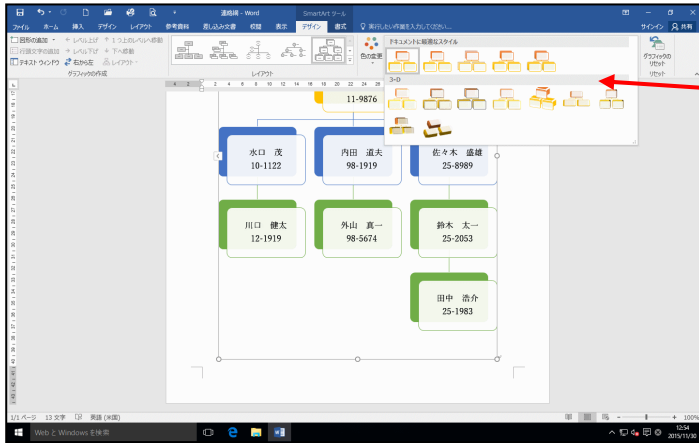 連絡網 - Word
SmartArt ツール
ファイル ホーム 挿入 デザイン レイアウト 参考資料 差し込み文書 校閲 表示 デザイン 書式 実行したい作業を入力してください...
サインイン 共有
図形の追加 レベル上げ 1 つ上のレベルへ移動
行頭文字の追加 レベル下げ 下へ移動
テキスト ウィンドウ 右から左 レイアウト
グラフィックの作成
レイアウト
色の変更
ドキュメントに最適なスタイル
3-D
グラフィックの
リセット
リセット
11-9876
水口 茂
10-1122
内田 道夫
98-1919
佐々木 盛雄
25-8989
川口 健太
12-1919
外山 真一
98-5674
鈴木 太一
25-2053
田中 浩介
25-1983
1/1 ページ 13 文字 英語 (米国)
100%
Web と Windows を検索
12:54
2015/11/30